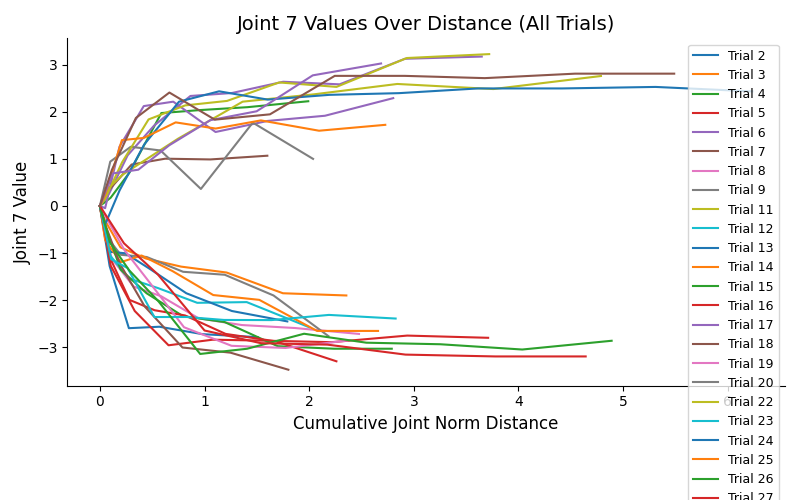 Joint 7 Values Over Distance (All Trials)
Joint 7 Value
3
2
1
0
−1
−2
−3
0
1
2
3
4
5
Cumulative Joint Norm Distance
Trial 2
Trial 3
Trial 4
Trial 5
Trial 6
Trial 7
Trial 8
Trial 9
Trial 11
Trial 12
Trial 13
Trial 14
Trial 15
Trial 16
Trial 17
Trial 18
Trial 19
Trial 20
Trial 22
Trial 23
Trial 24
Trial 25
Trial 26
Trial 27